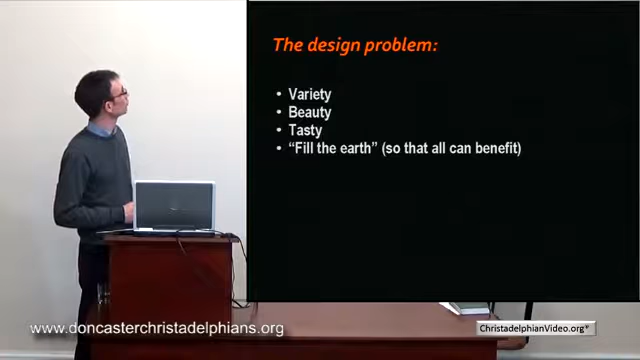 The design problem:
• Variety
• Beauty
• Tasty
• “Fill the earth” (so that all can benefit)
www.doncasterchristadelphians.org
ChristadelphianVideo.org*